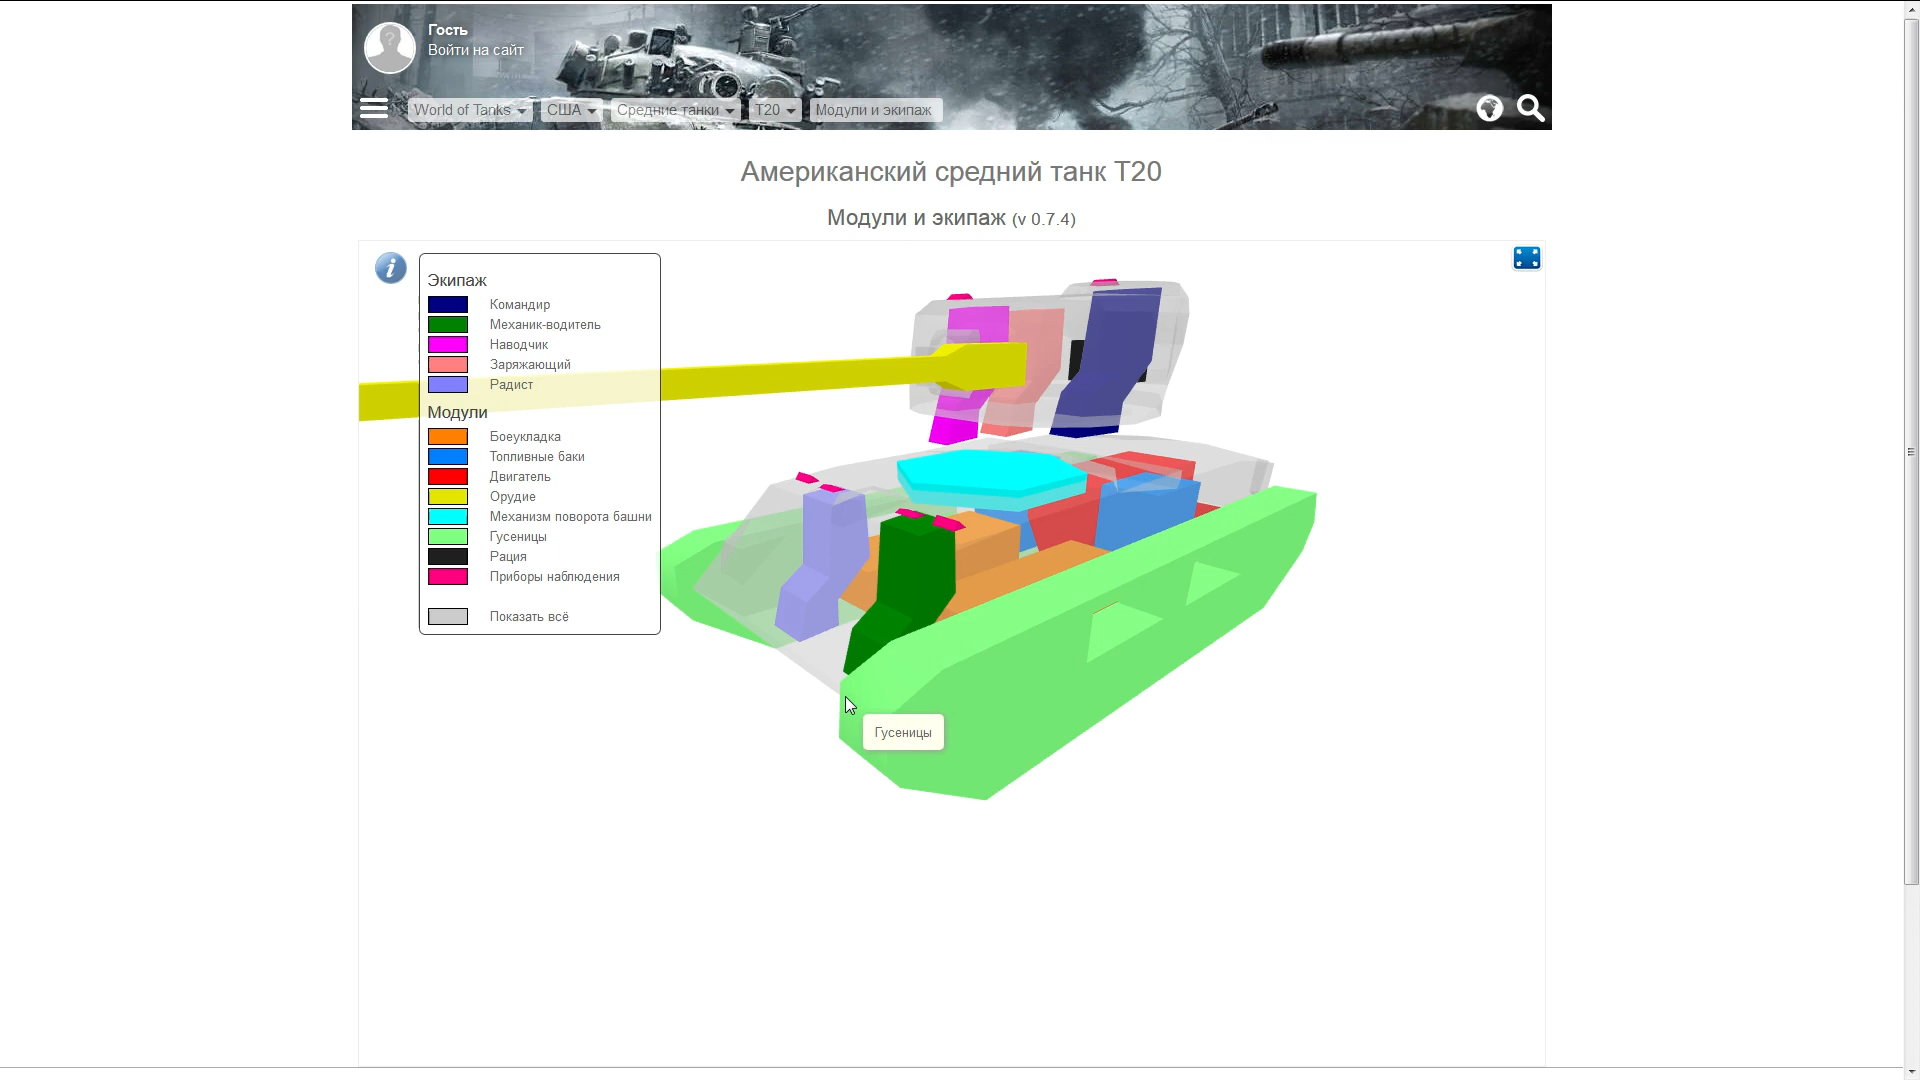 Гость
Войти на сайт
World of Tanks
США
Средние танки
T20
Модули и экипаж
Американский средний танк T20
Модули и экипаж (v 0.7.4)
Экипаж
Командир
Механик-водитель
Наводчик
Заряжающий
Радист
Модули
Боеукладка
Топливные баки
Двигатель
Орудие
Механизм поворота башни
Гусеницы
Рация
Приборы наблюдения
Показать всё
Гусеницы